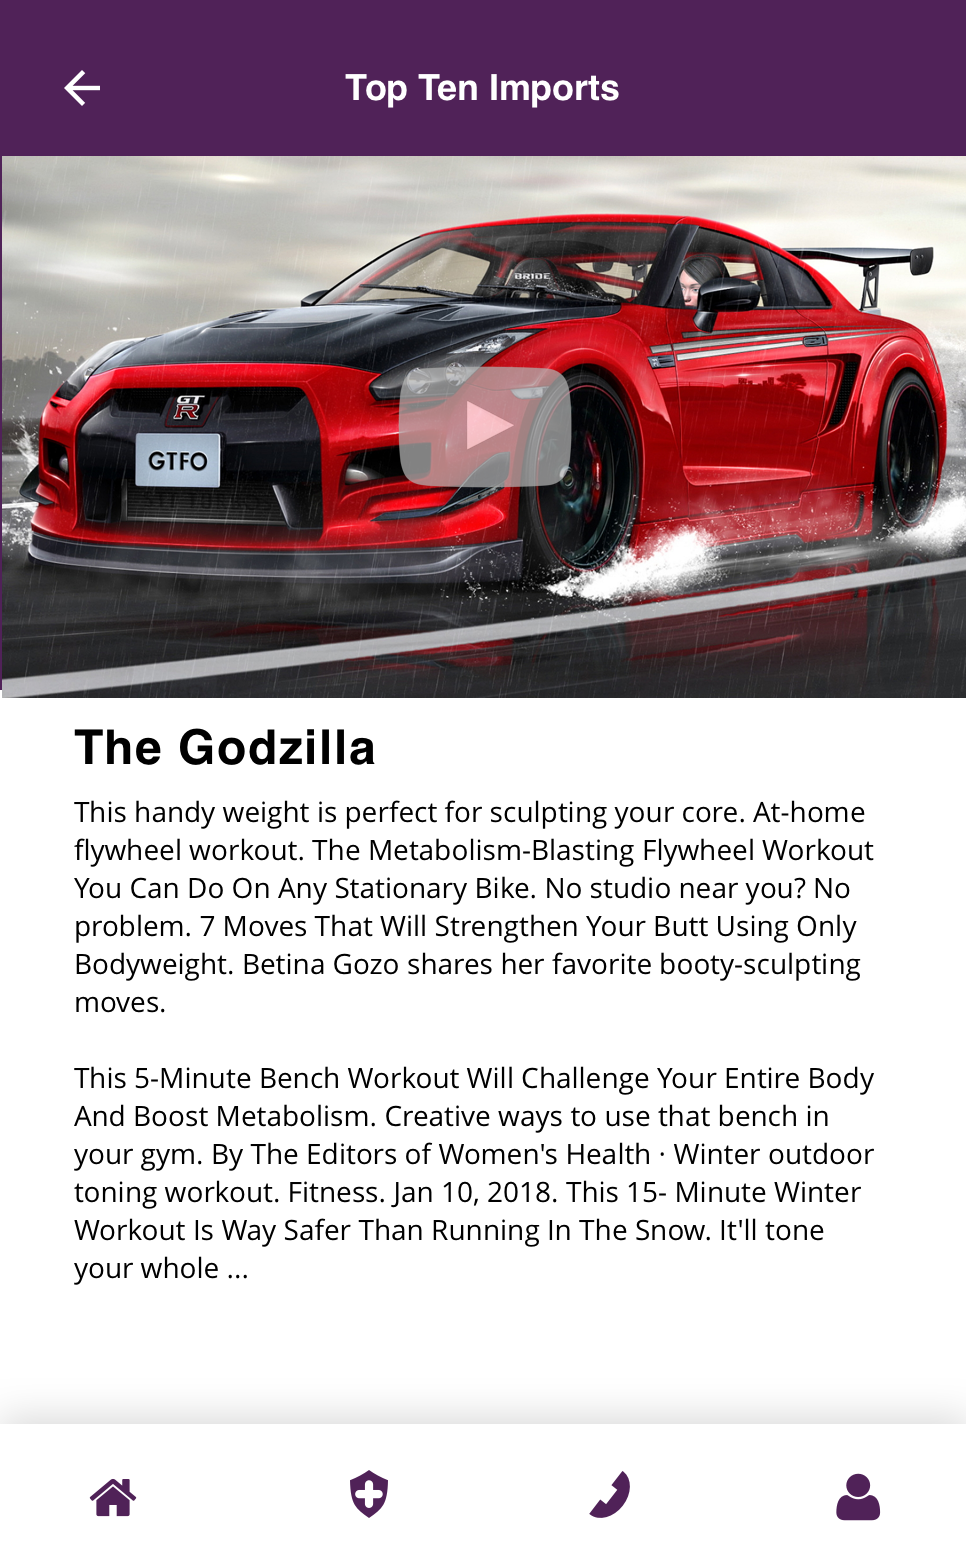 Top Ten Imports
BRIDE
GT
R
GTFO
The Godzilla
This handy weight is perfect for sculpting your core. At-home
flywheel workout. The Metabolism-Blasting Flywheel Workout
You Can Do On Any Stationary Bike. No studio near you? No
problem. 7 Moves That Will Strengthen Your Butt Using Only
Bodyweight. Betina Gozo shares her favorite booty-sculpting
moves.
This 5-Minute Bench Workout Will Challenge Your Entire Body
And Boost Metabolism. Creative ways to use that bench in
your gym. By The Editors of Women's Health · Winter outdoor
toning workout. Fitness. Jan 10, 2018. This 15- Minute Winter
Workout Is Way Safer Than Running In The Snow. It'll tone
your whole ...